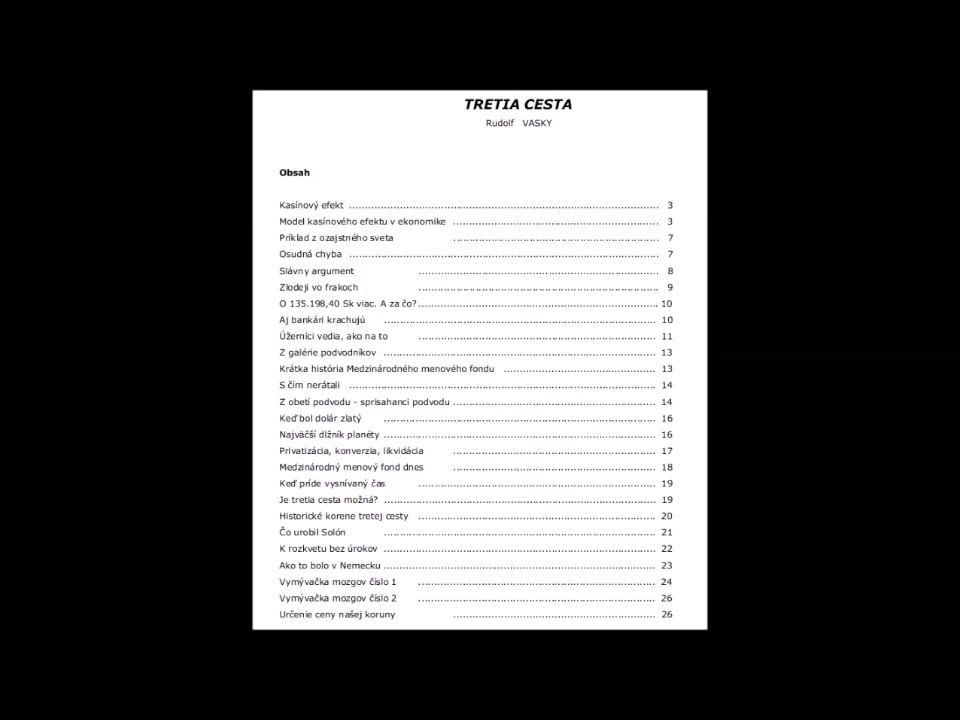 TRETIA CESTA
Rudolf VASKY
Obsah
Kasínový efekt ........................................ 3
Model kasínového efektu v ekonomike ........................................ 3
Príklad z ozajstného sveta ........................................ 7
Osudná chyba ........................................ 7
Slávny argument ........................................ 8
Zlodeji vo frakoch ........................................ 9
O 135.198,40 Sk viac. A za čo? ........................................ 10
Aj bankári krachujú ........................................ 10
Úžerníci vedia, ako na to ........................................ 11
Z galérie podvodníkov ........................................ 13
Krátka história Medzinárodného menového fondu ........................................ 13
S čím nerátali ........................................ 14
Z obetí podvodu - sprisahanci podvodu ........................................ 14
Keď bol dolár zlatý ........................................ 16
Najväčší dlžník planéty ........................................ 16
Privatizácia, konverzia, likvidácia ........................................ 17
Medzinárodný menový fond dnes ........................................ 18
Keď príde vysnívaný čas ........................................ 19
Je tretia cesta možná? ........................................ 19
Historické korene tretej cesty ........................................ 20
Čo urobil Solón ........................................ 21
K rozkvetu bez úrokov ........................................ 22
Ako to bolo v Nemecku ........................................ 23
Vymývačka mozgov číslo 1 ........................................ 24
Vymývačka mozgov číslo 2 ........................................ 26
Určenie ceny našej koruny ........................................ 26